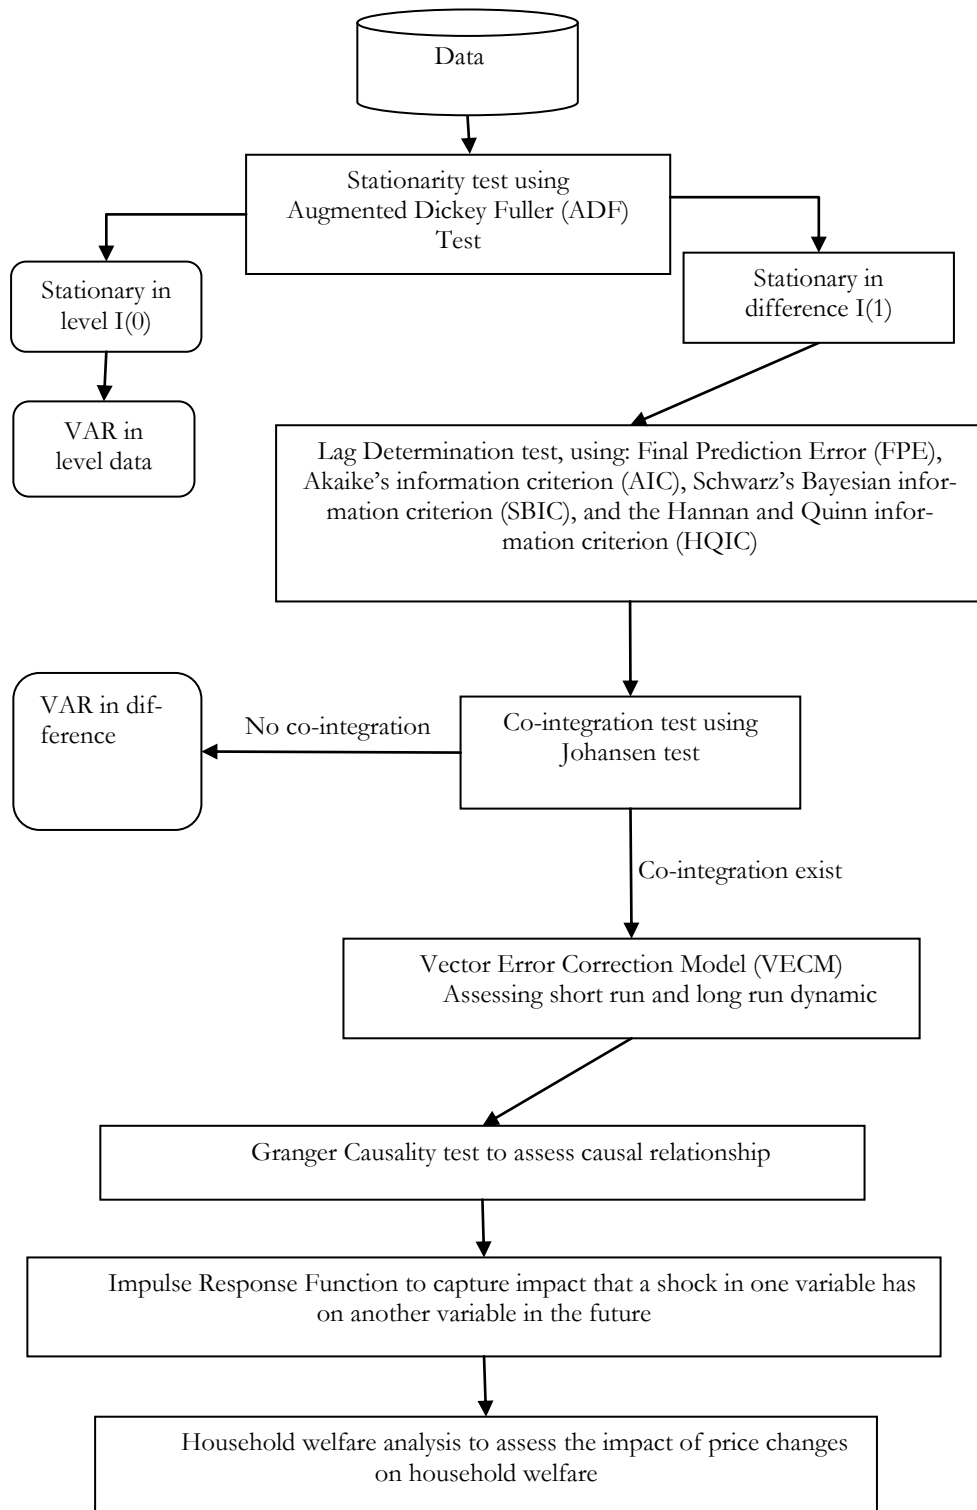 Data
Stationarity test using
Augmented Dickey Fuller (ADF)
Test
Stationary in
level I(0)
Stationary in
difference I(1)
VAR in
level data
Lag Determination test, using: Final Prediction Error (FPE),
Akaike’s information criterion (AIC), Schwarz’s Bayesian infor-
mation criterion (SBIC), and the Hannan and Quinn infor-
mation criterion (HQIC)
VAR in dif-
ference
No co-integration
Co-integration test using
Johansen test
Co-integration exist
Vector Error Correction Model (VECM)
Assessing short run and long run dynamic
Granger Causality test to assess causal relationship
Impulse Response Function to capture impact that a shock in one variable has
on another variable in the future
Household welfare analysis to assess the impact of price changes
on household welfare